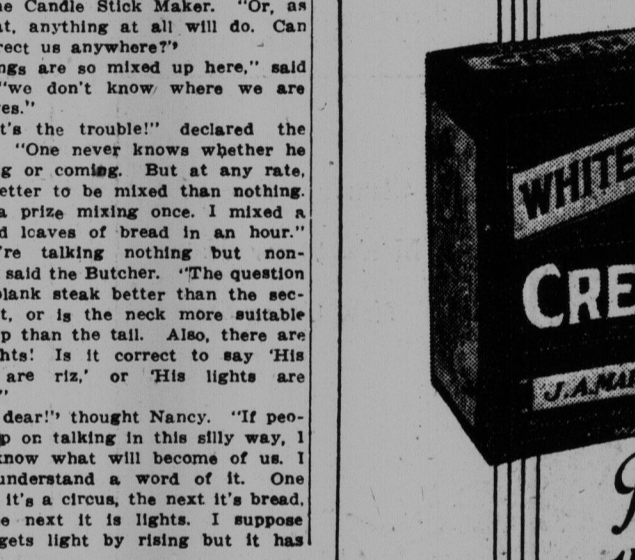 ne Candle Stick Maker. "Or, as
at, anything at all will do. Can
rect us anywhere?"
ngs are so mixed up here," said
"we don't know where we are
es."
t's the trouble!" declared the
"One never knows whether he
g or coming. But at any rate,
etter to be mixed than nothing.
a prize mixing once. I mixed a
d loaves of bread in an hour."
're talking nothing but non-
said the Butcher. "The question
plank steak better than the sec-
t, or is the neck more suitable
p than the tail. Also, there are
hts! Is it correct to say 'His
are riz,' or 'His lights are
"
dear!" thought Nancy. "If peo-
p on talking in this silly way, I
know what will become of us. I
understand a word of it. One
it's a circus, the next it's bread,
e next it is lights. I suppose
gets light by rising but it has
WHITE
CRE
J.A.MA